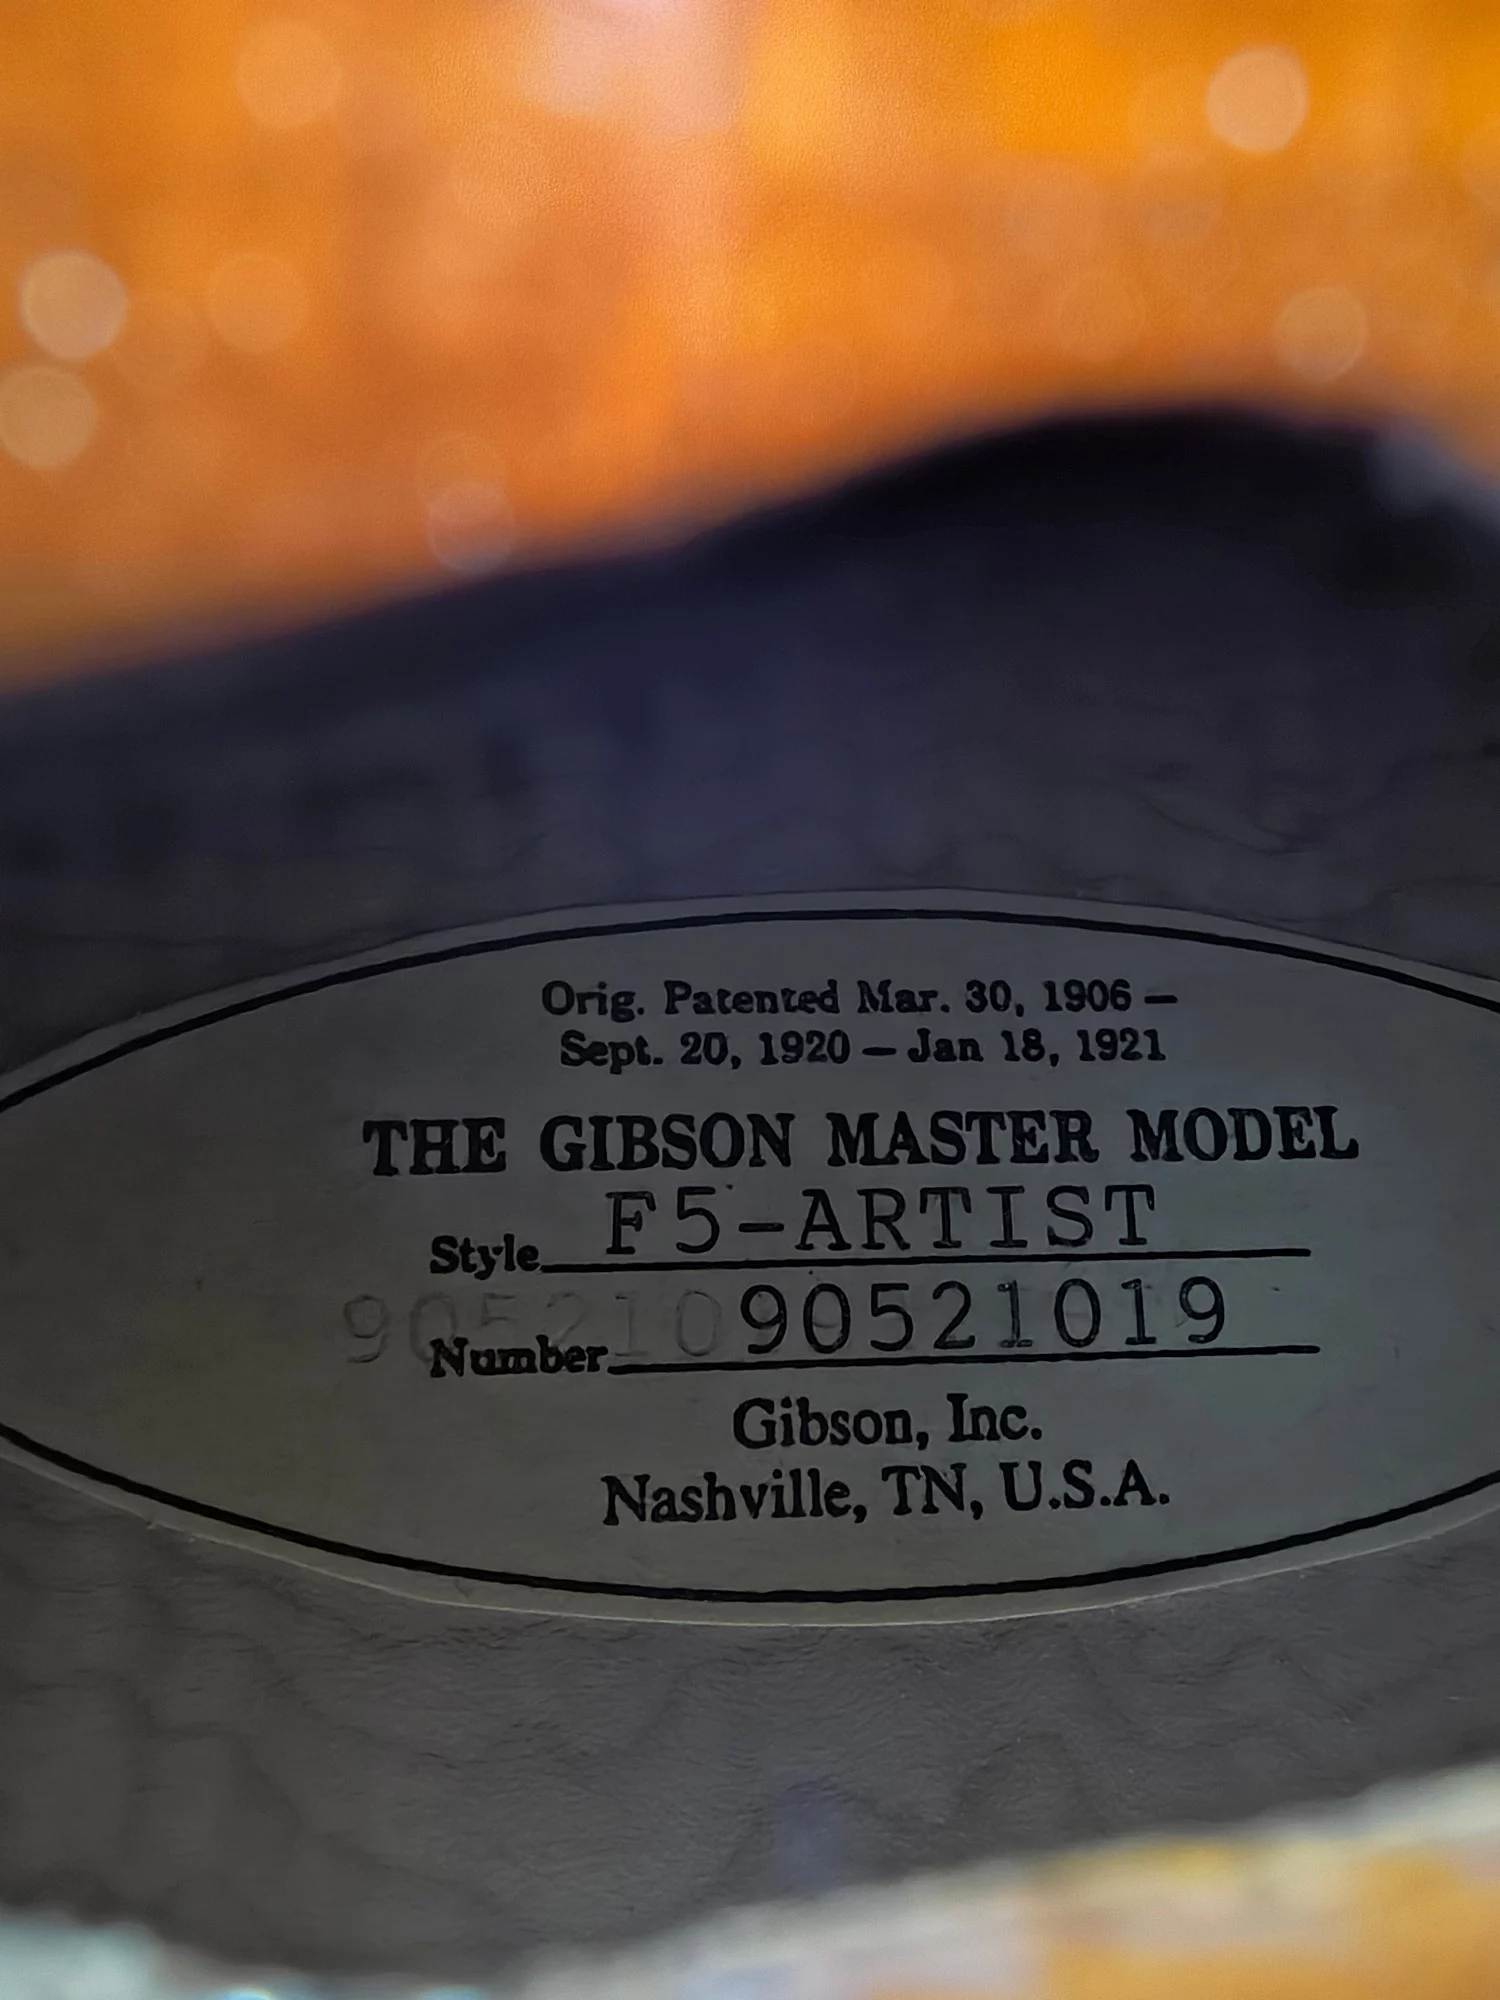 Orig. Patented Mar. 30, 1906 —
Sept. 20, 1920 — Jan 18, 1921
THE GIBSON MASTER MODEL
Style F5-ARTIST
905210
Number 90521019
Gibson, Inc.
Nashville, TN, U.S.A.